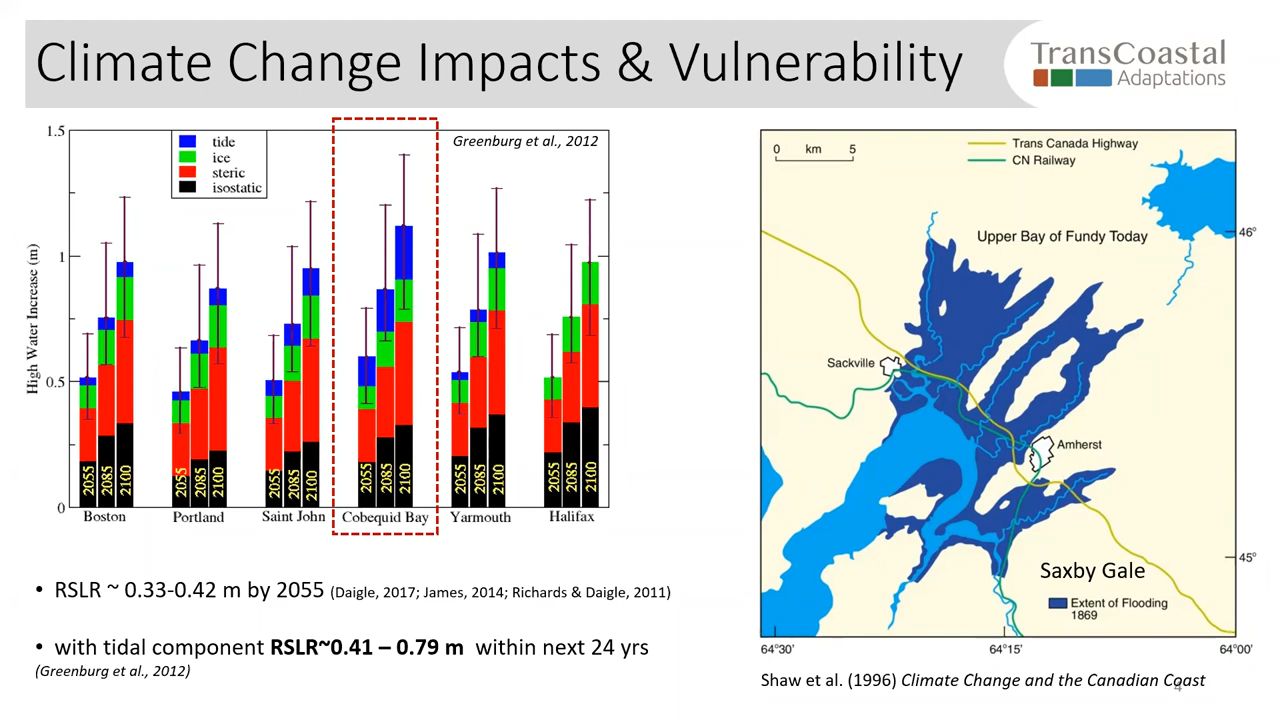 Climate Change Impacts & Vulnerability
TransCoastal
Adaptations
1.5
1
0.5
0
High Water Increase (m)
tide
ice
steric
isostatic
Greenburg et al., 2012
2055
2085
2100
2055
2085
2100
2055
2085
2100
2055
2085
2100
2055
2085
2100
2055
2085
2100
Boston
Portland
Saint John
Cobequid Bay
Yarmouth
Halifax
• RSLR ~ 0.33-0.42 m by 2055 (Daigle, 2017; James, 2014; Richards & Daigle, 2011)
• with tidal component RSLR~0.41 – 0.79 m within next 24 yrs
(Greenburg et al., 2012)
0 km 5
Trans Canada Highway
CN Railway
Upper Bay of Fundy Today
46°
Sackville
Amherst
45°
Saxby Gale
Extent of Flooding
1869
64°30'
64°15'
64°00'
Shaw et al. (1996) Climate Change and the Canadian Coast
4